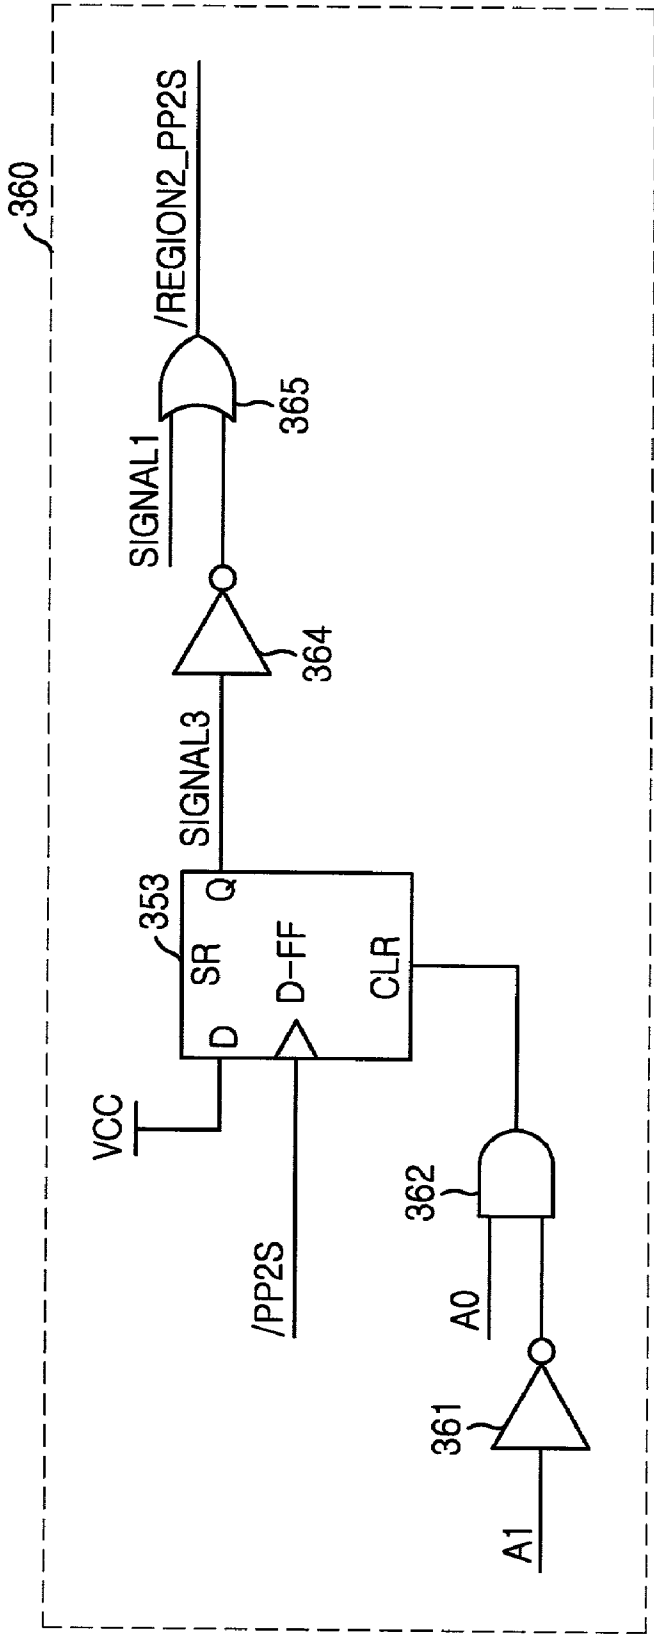 360
/REGION2_PP2S
SIGNAL1
365
364
SIGNAL3
353
SR
D
Q
D-FF
CLR
VCC
/PP2S
362
A0
361
A1